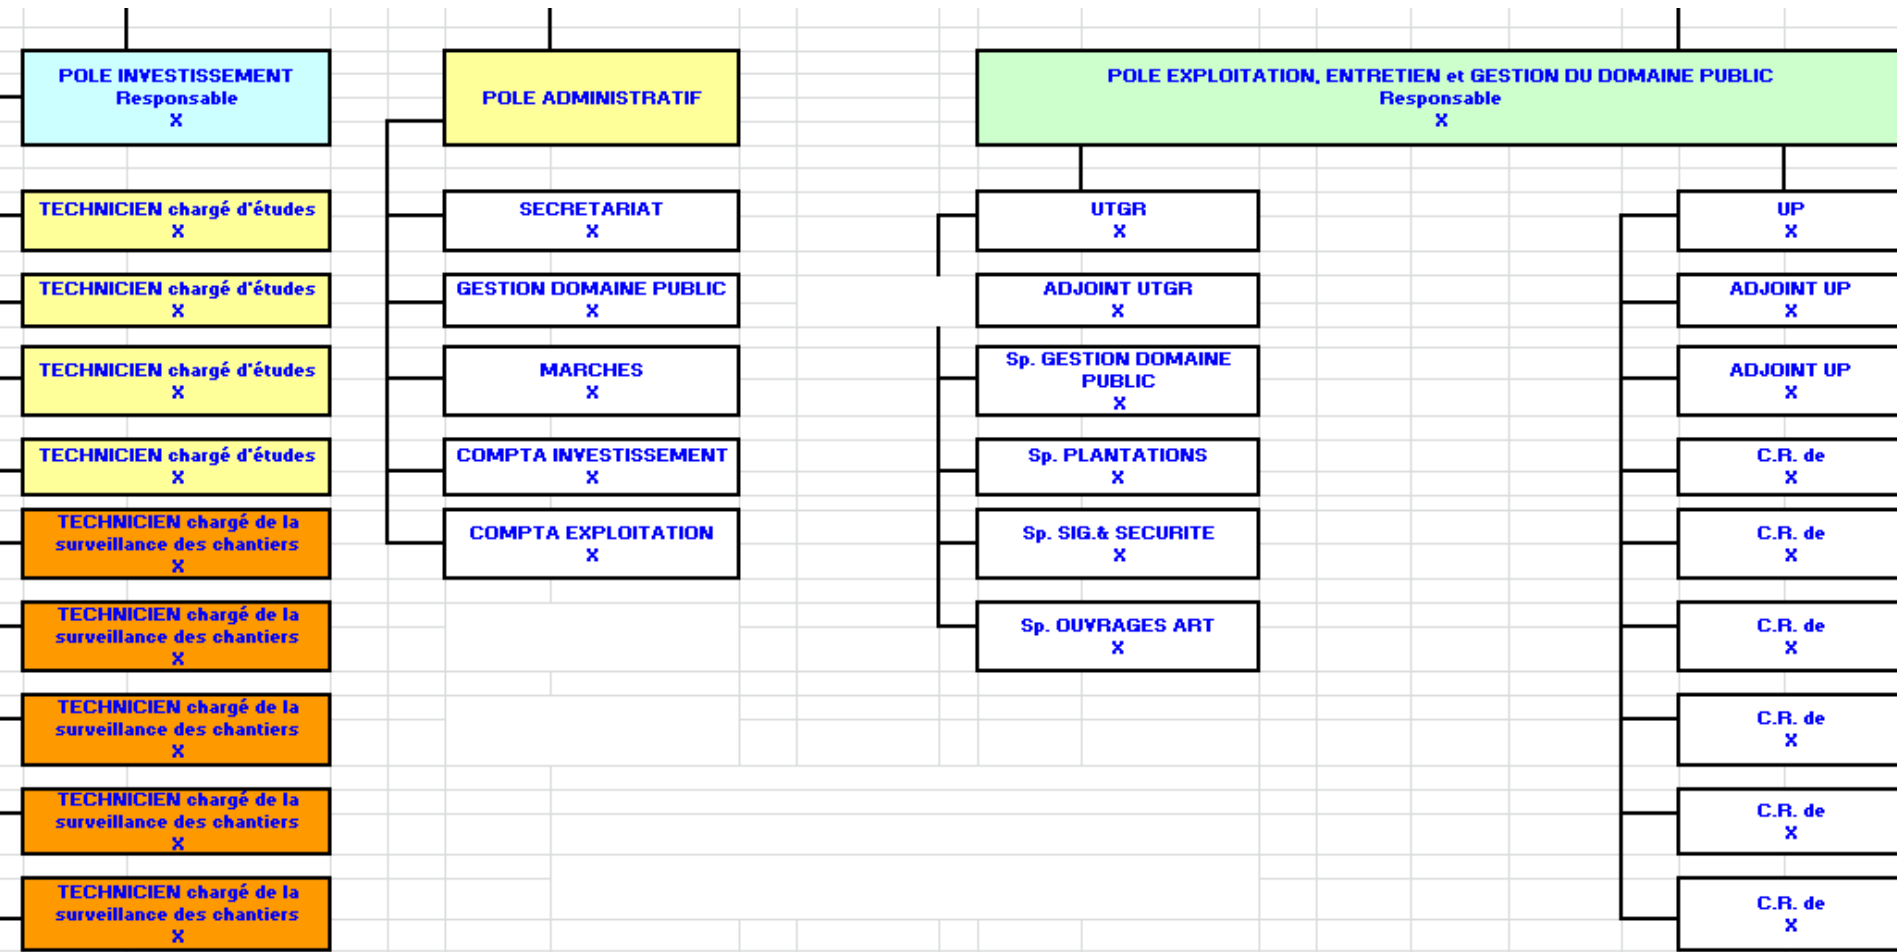 POLE INVESTISSEMENT
Responsable
X
TECHNICIEN chargé d'études
X
TECHNICIEN chargé d'études
X
TECHNICIEN chargé d'études
X
TECHNICIEN chargé d'études
X
TECHNICIEN chargé de la
surveillance des chantiers
X
TECHNICIEN chargé de la
surveillance des chantiers
X
TECHNICIEN chargé de la
surveillance des chantiers
X
TECHNICIEN chargé de la
surveillance des chantiers
X
TECHNICIEN chargé de la
surveillance des chantiers
X
POLE ADMINISTRATIF
SECRETARIAT
X
GESTION DOMAINE PUBLIC
X
MARCHES
X
COMPTA INVESTISSEMENT
X
COMPTA EXPLOITATION
X
POLE EXPLOITATION, ENTRETIEN et GESTION DU DOMAINE PUBLIC
Responsable
X
UTGR
X
ADJOINT UTGR
X
Sp. GESTION DOMAINE
PUBLIC
X
Sp. PLANTATIONS
X
Sp. SIG.& SECURITE
X
Sp. OUVRAGES ART
X
UP
X
ADJOINT UP
X
ADJOINT UP
X
C.R. de
X
C.R. de
X
C.R. de
X
C.R. de
X
C.R. de
X
C.R. de
X